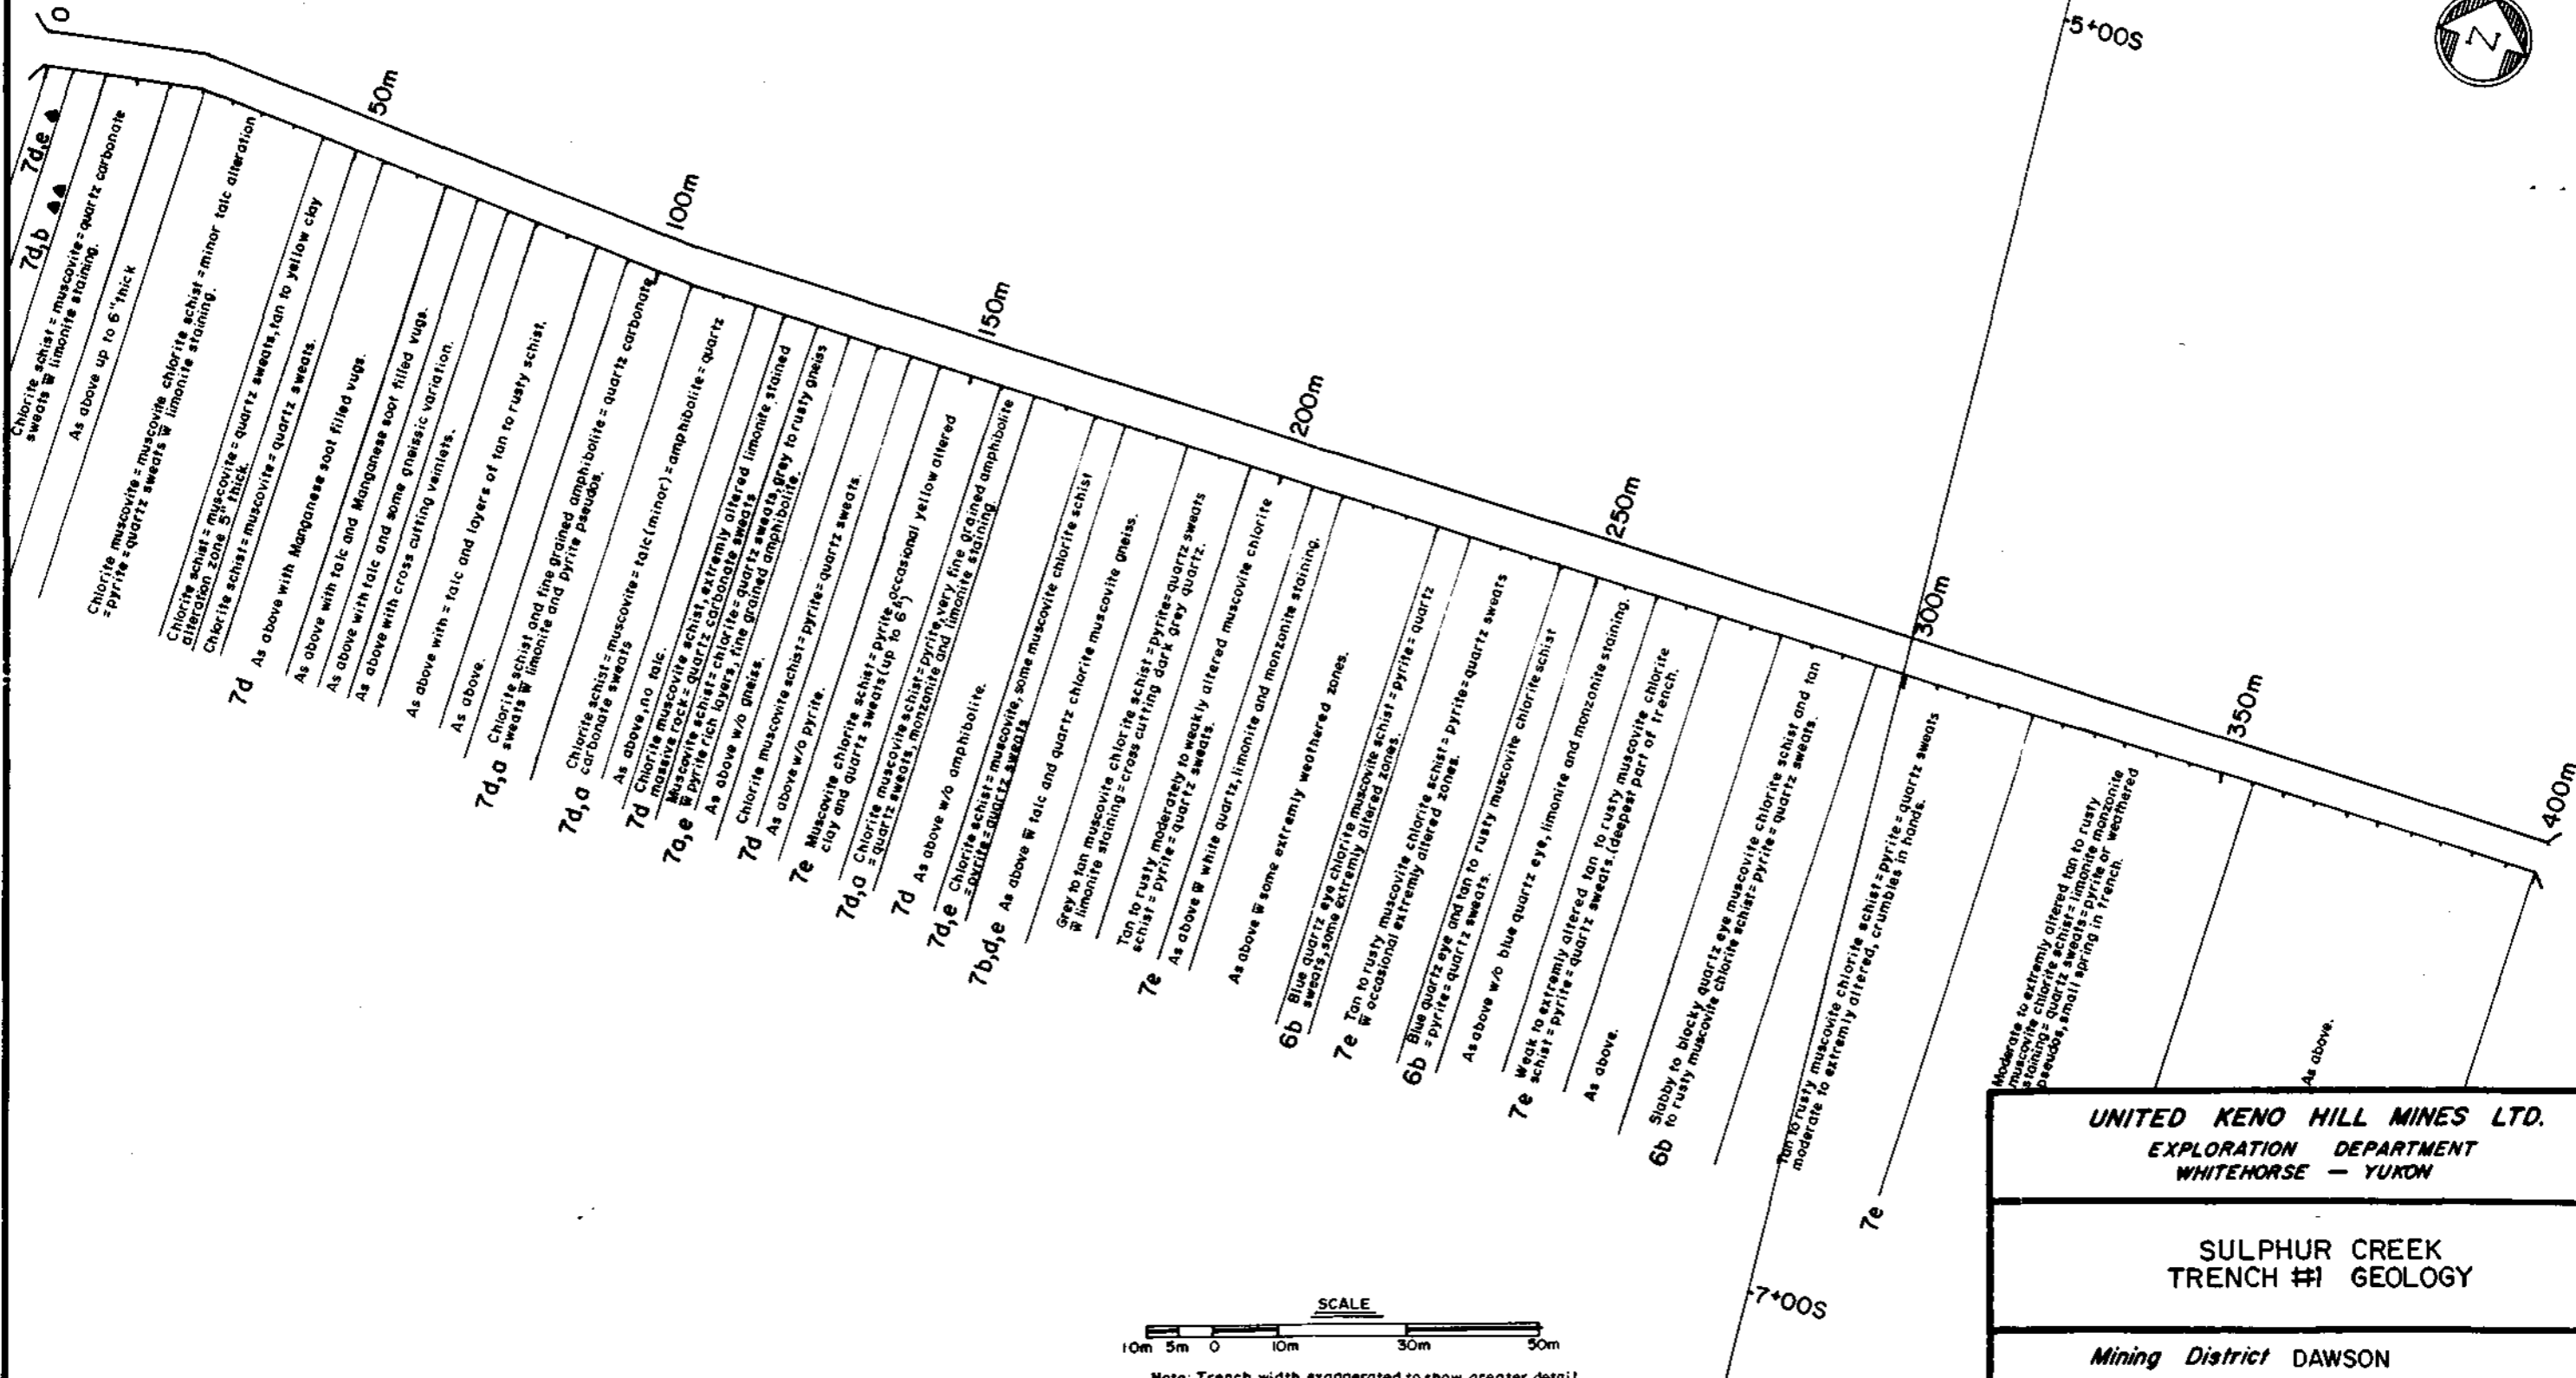 0
50m
100m
150m
200m
250m
300m
350m
400m
5+00S
7+00S
N
7d,e
7d,b
Chlorite schist = muscovite = quartz carbonate
sweats w̅ limonite staining.
As above up to 6" thick
Chlorite muscovite = muscovite chlorite schist = minor talc alteration
= pyrite = quartz sweats w̅ limonite staining.
Chlorite schist = muscovite = quartz sweats, tan to yellow clay
alteration zone 5" thick.
Chlorite schist = muscovite = quartz sweats.
7d As above with Manganese soot filled vugs.
As above with talc and Manganese soot filled vugs.
As above with talc and some gneissic variation.
As above with cross cutting veinlets.
As above with = talc and layers of tan to rusty schist.
As above.
7d,a Chlorite schist and fine grained amphibolite = quartz carbonate
sweats w̅ limonite and pyrite pseudos.
7d,a Chlorite schist = muscovite = talc (minor) = amphibolite = quartz
carbonate sweats
As above, no talc.
7d Chlorite muscovite schist, extremly altered limonite stained
massive rock = quartz carbonate sweats
7a,e Muscovite schist = chlorite = quartz sweats, grey to rusty gneiss
w̅ pyrite rich layers, fine grained amphibolite.
As above w/o gneiss.
7d Chlorite muscovite schist = pyrite = quartz sweats.
As above w/o pyrite.
7e Muscovite chlorite schist = pyrite, occasional yellow altered
clay and quartz sweats (up to 6")
7d,a Chlorite muscovite schist = pyrite, very fine grained amphibolite
= quartz sweats, monzonite and limonite staining.
7d As above w/o amphibolite.
7d,e Chlorite schist = muscovite, some muscovite chlorite schist
= pyrite = quartz sweats
7b,d,e As above w̅ talc and quartz chlorite muscovite gneiss.
Grey to tan muscovite chlorite schist = pyrite = quartz sweats
w̅ limonite staining = cross cutting dark grey quartz.
Tan to rusty moderately to weakly altered muscovite chlorite
schist = pyrite = quartz sweats.
7e As above w̅ white quartz, limonite and monzonite staining.
As above w̅ some extremly weathered zones.
6b Blue quartz eye chlorite muscovite schist = pyrite = quartz
sweats, some extremly altered zones.
7e Tan to rusty muscovite chlorite schist = pyrite = quartz sweats
w̅ occasional extremly altered zones.
6b Blue quartz eye and tan to rusty muscovite chlorite schist
= pyrite = quartz sweats.
As above w/o blue quartz eye, limonite and monzonite staining.
7e Weak to extremly altered tan to rusty muscovite chlorite
schist = pyrite = quartz sweats. (deepest part of trench.
As above.
6b Slabby to blocky quartz eye muscovite chlorite schist and tan
to rusty muscovite chlorite schist = pyrite = quartz sweats.
Tan to rusty muscovite chlorite schist = pyrite = quartz sweats
moderate to extremly altered, crumbles in hands.
7e
Moderate to extremly altered tan to rusty
muscovite chlorite schist = limonite monzonite
staining = quartz sweats = pyrite or weathered
pseudos, small spring in trench.
As above.
SCALE
10m 5m 0 10m 30m 50m
Note: Trench width exaggerated to show greater detail
UNITED KENO HILL MINES LTD.
EXPLORATION DEPARTMENT
WHITEHORSE — YUKON
SULPHUR CREEK
TRENCH #1 GEOLOGY
Mining District DAWSON